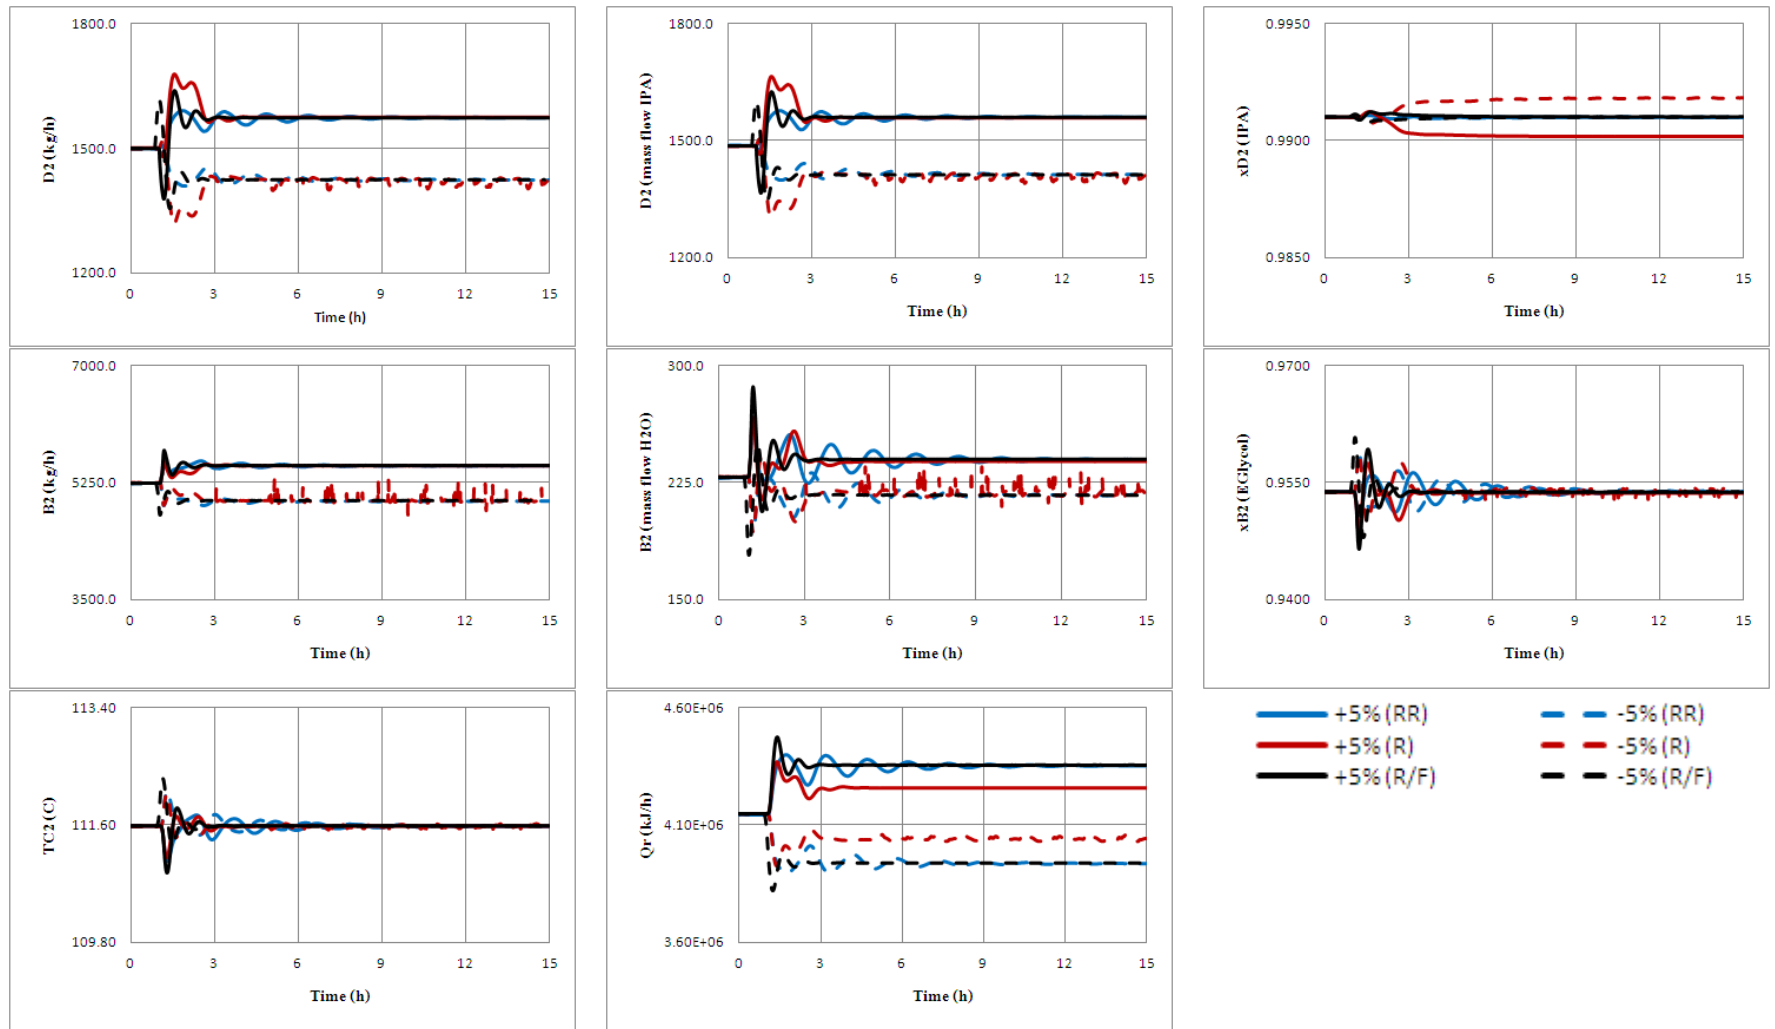 1800.0
1500.0
1200.0
D2 (kg/h)
0 3 6 9 12 15
Time (h)
1800.0
1500.0
1200.0
D2 (mass flow IPA)
0 3 6 9 12 15
Time (h)
0.9950
0.9900
0.9850
xD2 (IPA)
0 3 6 9 12 15
Time (h)
7000.0
5250.0
3500.0
B2 (kg/h)
0 3 6 9 12 15
Time (h)
300.0
225.0
150.0
B2 (mass flow H2O)
0 3 6 9 12 15
Time (h)
0.9700
0.9550
0.9400
xB2 (EGlycol)
0 3 6 9 12 15
Time (h)
113.40
111.60
109.80
TC2 (C)
0 3 6 9 12 15
Time (h)
4.60E+06
4.10E+06
3.60E+06
Qr (kJ/h)
0 3 6 9 12 15
Time (h)
+5% (RR) -5% (RR)
+5% (R) -5% (R)
+5% (R/F) -5% (R/F)